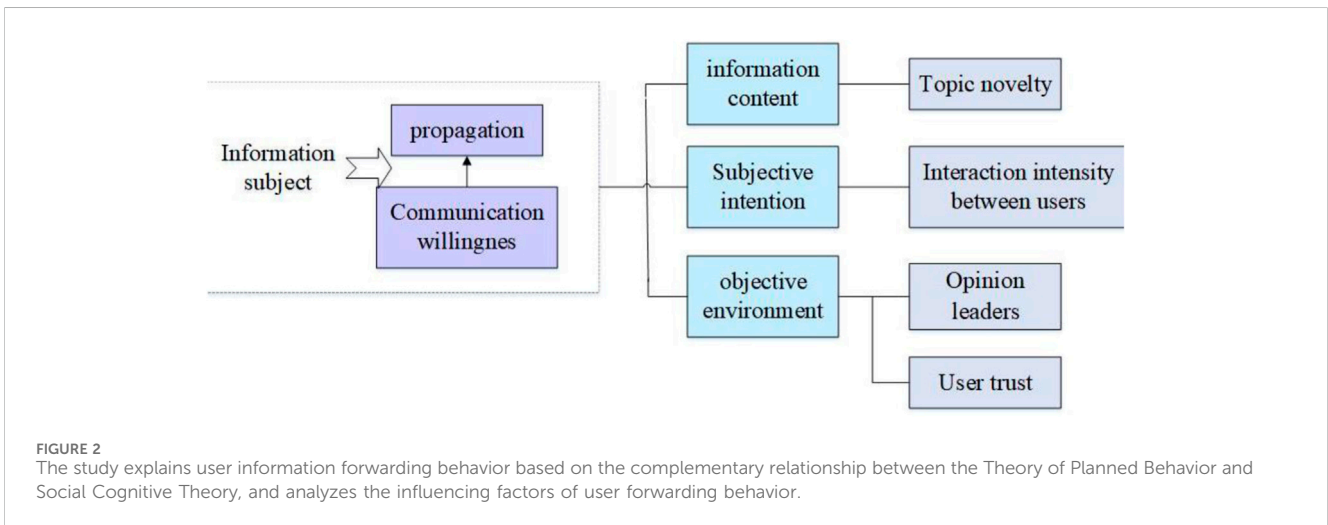 Information
subject
propagation
Communication
willingnes
information
content
Topic novelty
Subjective
intention
Interaction intensity
between users
objective
environment
Opinion
leaders
User trust
FIGURE 2
The study explains user information forwarding behavior based on the complementary relationship between the Theory of Planned Behavior and
Social Cognitive Theory, and analyzes the influencing factors of user forwarding behavior.